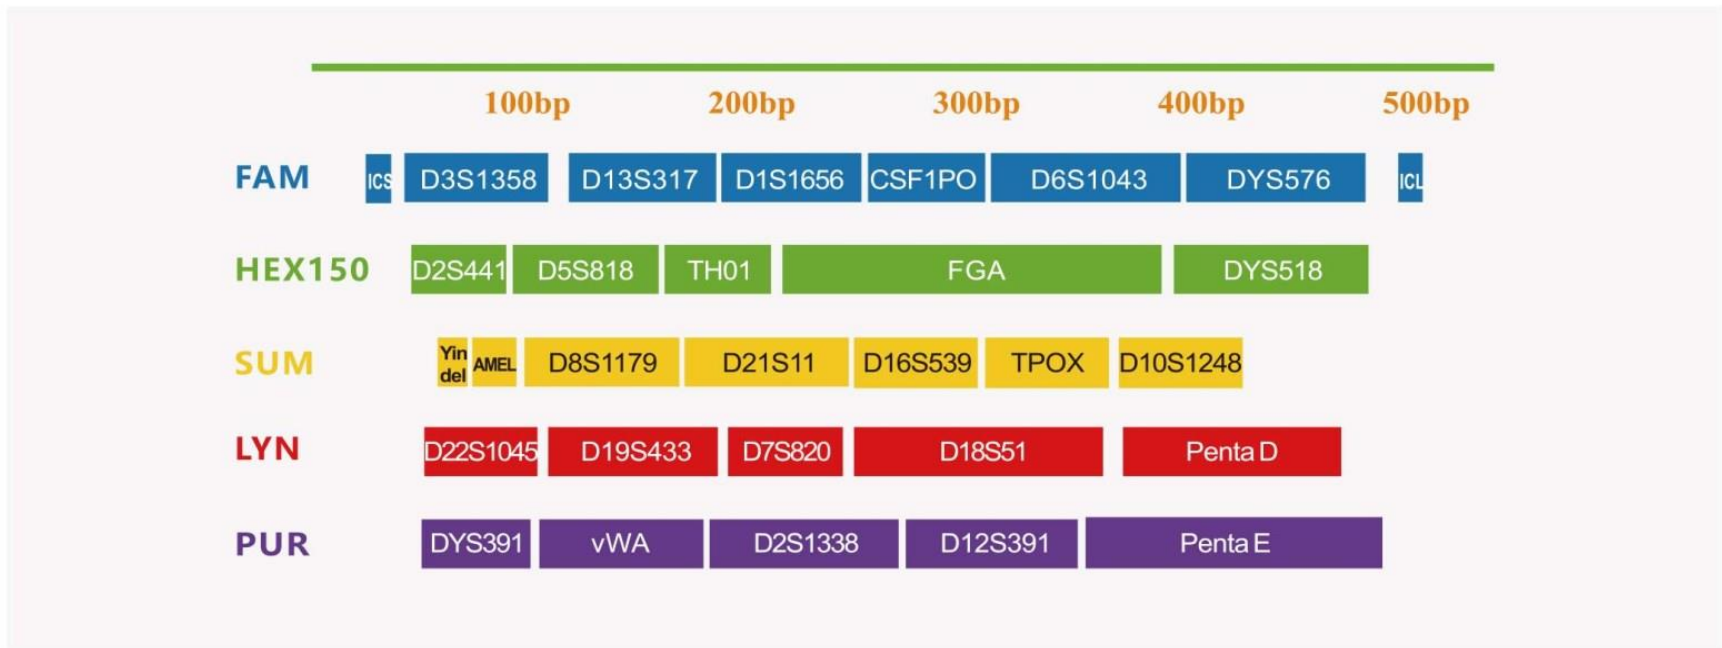 100bp 200bp 300bp 400bp 500bp
FAM ICS D3S1358 D13S317 D1S1656 CSF1PO D6S1043 DYS576 ICL
HEX150 D2S441 D5S818 TH01 FGA DYS518
SUM Yin del AMEL D8S1179 D21S11 D16S539 TPOX D10S1248
LYN D22S1045 D19S433 D7S820 D18S51 Penta D
PUR DYS391 vWA D2S1338 D12S391 Penta E